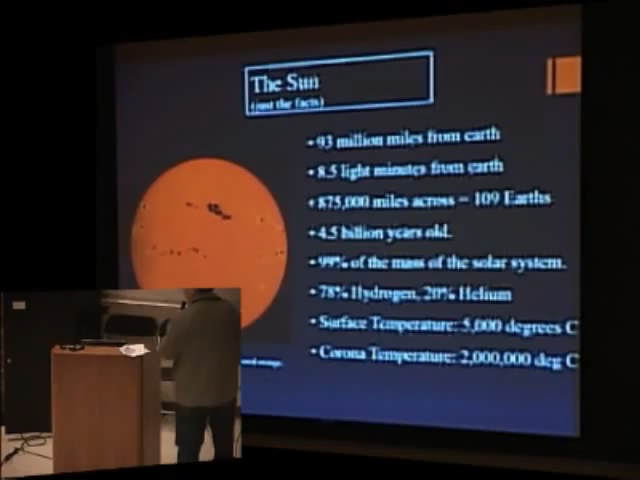 The Sun
(just the facts)
• 93 million miles from earth
• 8.5 light minutes from earth
• 875,000 miles across = 109 Earths
• 4.5 billion years old.
• 99% of the mass of the solar system.
• 78% Hydrogen, 20% Helium
• Surface Temperature: 5,000 degrees C
• Corona Temperature: 2,000,000 deg C